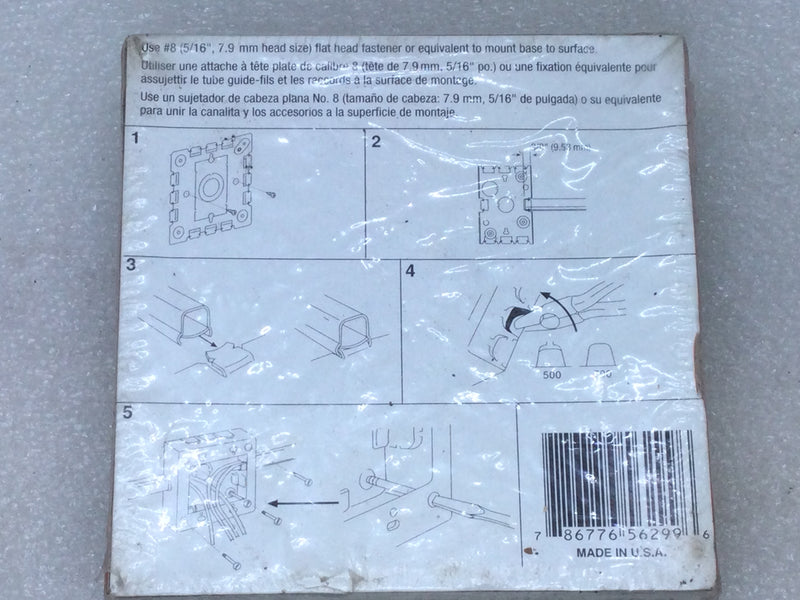 Use #8 (5/16", 7.9 mm head size) flat head fastener or equivalent to mount base to surface.
Utiliser une attache à tête plate de calibre 8 (tête de 7.9 mm, 5/16" po.) ou une fixation équivalente pour
assujettir le tube guide-fils et les raccords à la surface de montage.
Use un sujetador de cabeza plana No. 8 (tamaño de cabeza: 7.9 mm, 5/16" de pulgada) o su equivalente
para unir la canalita y los accesorios a la superficie de montaje.
1
2
(9.53 mm)
3
4
500
5
7 86776 56299 6
MADE IN U.S.A.